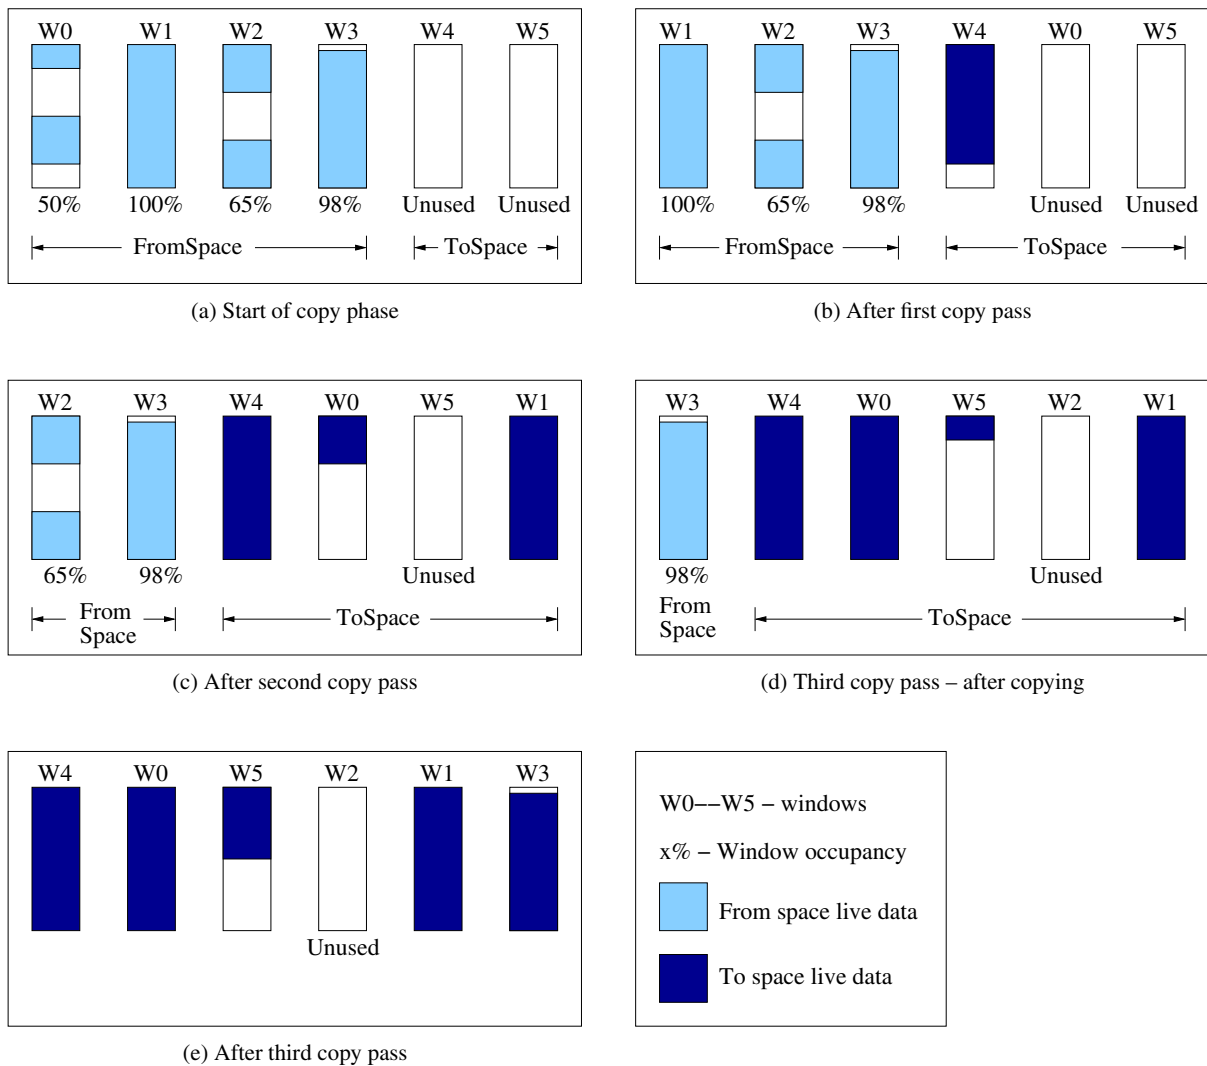 W0 W1 W2 W3 W4 W5
50% 100% 65% 98% Unused Unused
FromSpace ToSpace
(a) Start of copy phase
W1 W2 W3 W4 W0 W5
100% 65% 98% Unused Unused
FromSpace ToSpace
(b) After first copy pass
W2 W3 W4 W0 W5 W1
65% 98% Unused
From
Space
ToSpace
(c) After second copy pass
W3 W4 W0 W5 W2 W1
98% Unused
From
Space
ToSpace
(d) Third copy pass – after copying
W4 W0 W5 W2 W1 W3
Unused
(e) After third copy pass
W0−−W5 − windows
x% − Window occupancy
From space live data
To space live data